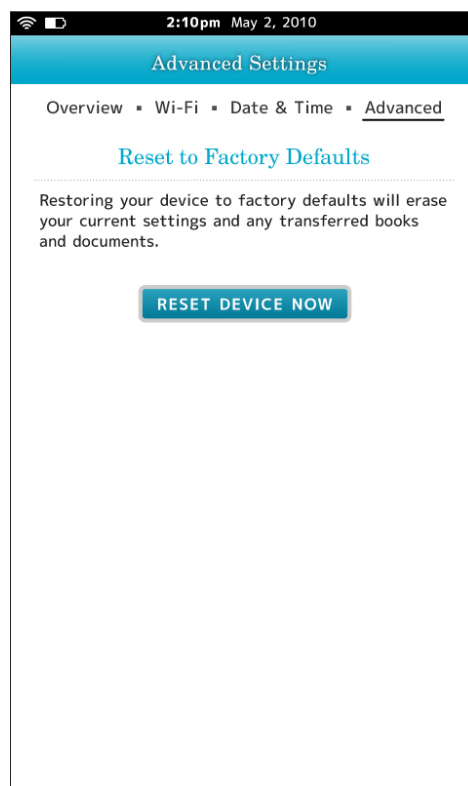 2:10pm May 2, 2010
Advanced Settings
Overview ▪ Wi-Fi ▪ Date & Time ▪ Advanced
Reset to Factory Defaults
Restoring your device to factory defaults will erase
your current settings and any transferred books
and documents.
RESET DEVICE NOW